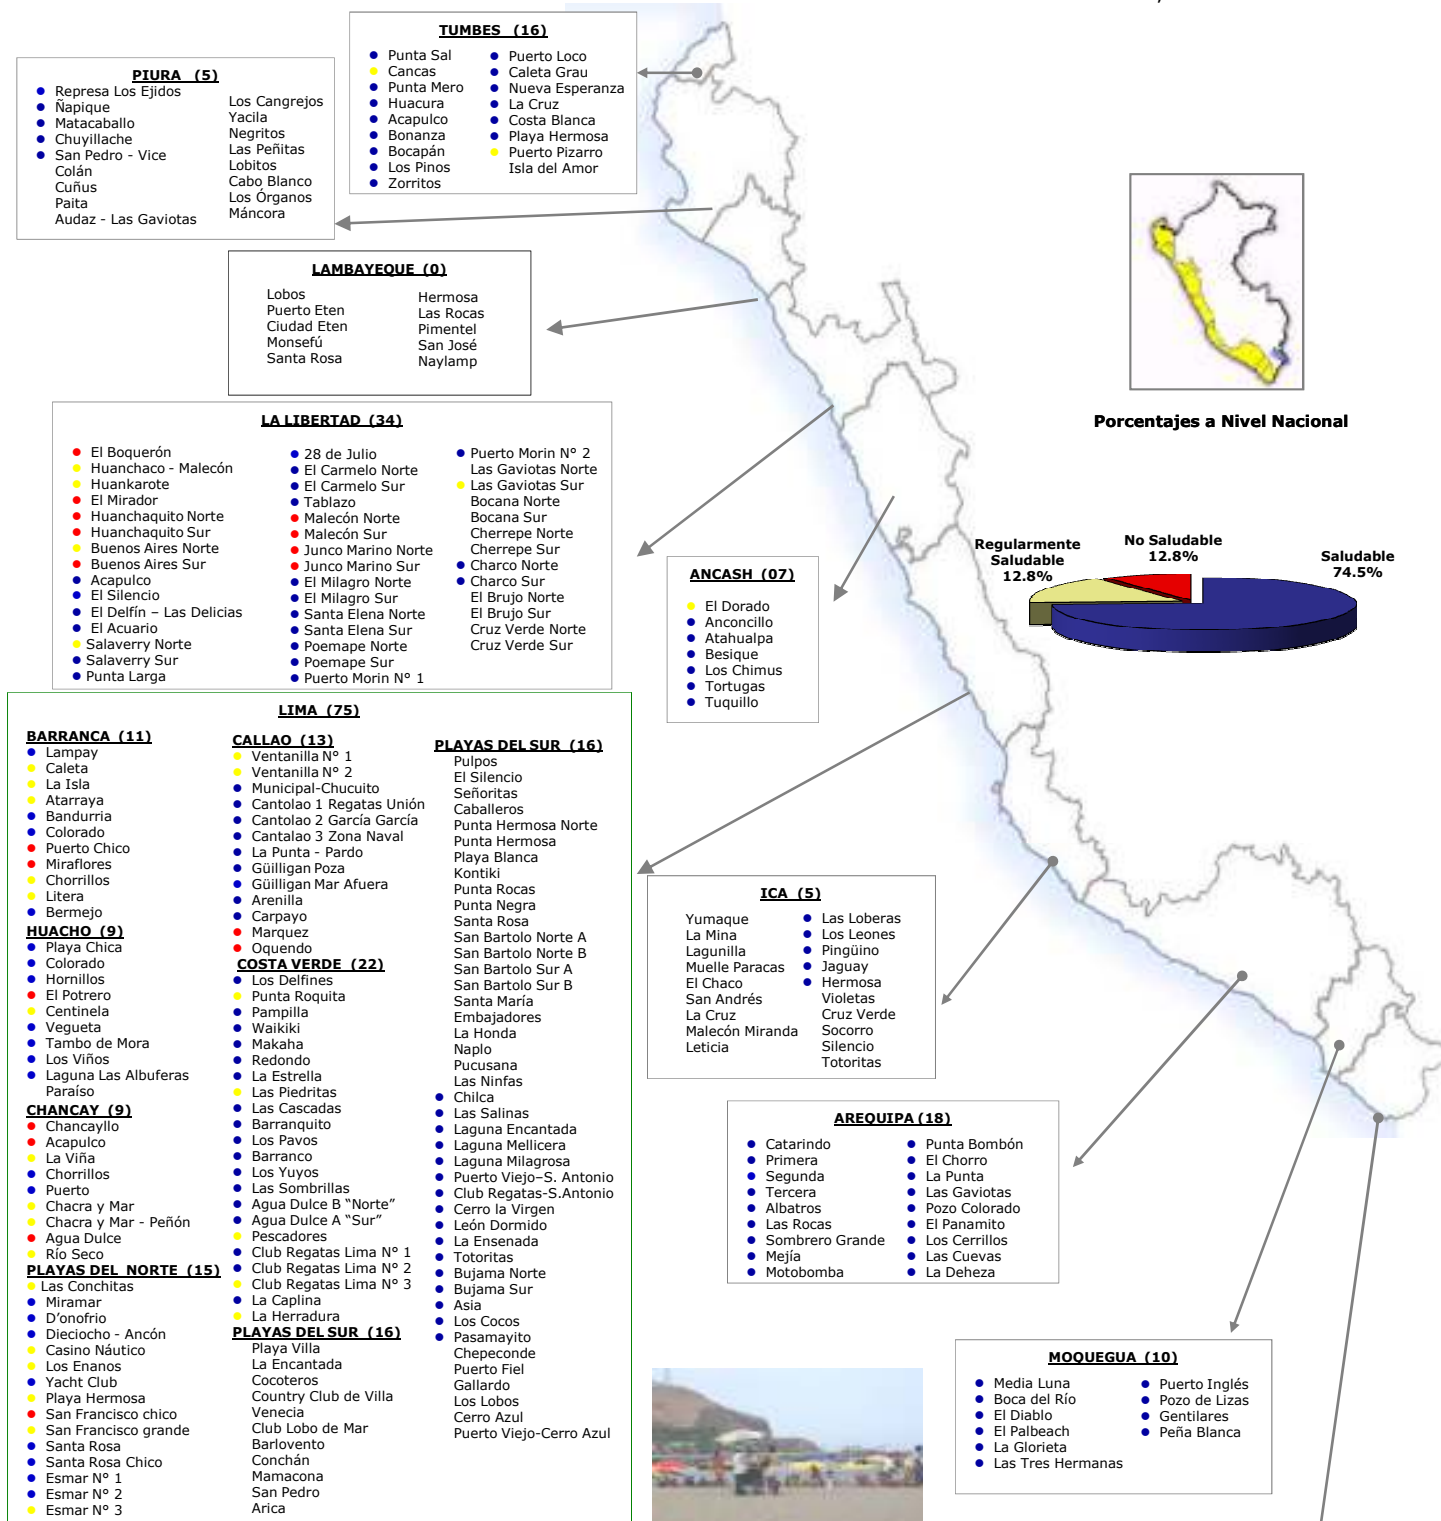 TUMBES (16)
Punta Sal
Cancas
Punta Mero
Huacura
Acapulco
Bonanza
Bocapán
Los Pinos
Zorritos
Puerto Loco
Caleta Grau
Nueva Esperanza
La Cruz
Costa Blanca
Playa Hermosa
Puerto Pizarro
Isla del Amor
PIURA (5)
Represa Los Ejidos
Ñapique
Matacaballo
Chuyillache
San Pedro - Vice
Colán
Cuñus
Paita
Audaz - Las Gaviotas
Los Cangrejos
Yacila
Negritos
Las Peñitas
Lobitos
Cabo Blanco
Los Órganos
Máncora
LAMBAYEQUE (0)
Lobos
Puerto Eten
Ciudad Eten
Monsefú
Santa Rosa
Hermosa
Las Rocas
Pimentel
San José
Naylamp
LA LIBERTAD (34)
El Boquerón
Huanchaco - Malecón
Huankarote
El Mirador
Huanchaquito Norte
Huanchaquito Sur
Buenos Aires Norte
Buenos Aires Sur
Acapulco
El Silencio
El Delfín – Las Delicias
El Acuario
Salaverry Norte
Salaverry Sur
Punta Larga
28 de Julio
El Carmelo Norte
El Carmelo Sur
Tablazo
Malecón Norte
Malecón Sur
Junco Marino Norte
Junco Marino Sur
El Milagro Norte
El Milagro Sur
Santa Elena Norte
Santa Elena Sur
Poemape Norte
Poemape Sur
Puerto Morin N° 1
Puerto Morin N° 2
Las Gaviotas Norte
Las Gaviotas Sur
Bocana Norte
Bocana Sur
Cherrepe Norte
Cherrepe Sur
Charco Norte
Charco Sur
El Brujo Norte
El Brujo Sur
Cruz Verde Norte
Cruz Verde Sur
Porcentajes a Nivel Nacional
Regularmente
Saludable
12.8%
No Saludable
12.8%
Saludable
74.5%
ANCASH (07)
El Dorado
Anconcillo
Atahualpa
Besique
Los Chimus
Tortugas
Tuquillo
LIMA (75)
BARRANCA (11)
Lampay
Caleta
La Isla
Atarraya
Bandurria
Colorado
Puerto Chico
Miraflores
Chorrillos
Litera
Bermejo
HUACHO (9)
Playa Chica
Colorado
Hornillos
El Potrero
Centinela
Vegueta
Tambo de Mora
Los Viños
Laguna Las Albuferas
Paraíso
CHANCAY (9)
Chancayllo
Acapulco
La Viña
Chorrillos
Puerto
Chacra y Mar
Chacra y Mar - Peñón
Agua Dulce
Río Seco
PLAYAS DEL NORTE (15)
Las Conchitas
Miramar
D'onofrio
Dieciocho - Ancón
Casino Náutico
Los Enanos
Yacht Club
Playa Hermosa
San Francisco chico
San Francisco grande
Santa Rosa
Santa Rosa Chico
Esmar N° 1
Esmar N° 2
Esmar N° 3
CALLAO (13)
Ventanilla N° 1
Ventanilla N° 2
Municipal-Chucuito
Cantolao 1 Regatas Unión
Cantolao 2 García García
Cantalao 3 Zona Naval
La Punta - Pardo
Güilligan Poza
Güilligan Mar Afuera
Arenilla
Carpayo
Marquez
Oquendo
COSTA VERDE (22)
Los Delfines
Punta Roquita
Pampilla
Waikiki
Makaha
Redondo
La Estrella
Las Piedritas
Las Cascadas
Barranquito
Los Pavos
Barranco
Los Yuyos
Las Sombrillas
Agua Dulce B “Norte”
Agua Dulce A “Sur”
Pescadores
Club Regatas Lima N° 1
Club Regatas Lima N° 2
Club Regatas Lima N° 3
La Caplina
La Herradura
PLAYAS DEL SUR (16)
Playa Villa
La Encantada
Cocoteros
Country Club de Villa
Venecia
Club Lobo de Mar
Barlovento
Conchán
Mamacona
San Pedro
Arica
PLAYAS DEL SUR (16)
Pulpos
El Silencio
Señoritas
Caballeros
Punta Hermosa Norte
Punta Hermosa
Playa Blanca
Kontiki
Punta Rocas
Punta Negra
Santa Rosa
San Bartolo Norte A
San Bartolo Norte B
San Bartolo Sur A
San Bartolo Sur B
Santa María
Embajadores
La Honda
Naplo
Pucusana
Las Ninfas
Chilca
Las Salinas
Laguna Encantada
Laguna Mellicera
Laguna Milagrosa
Puerto Viejo–S. Antonio
Club Regatas-S.Antonio
Cerro la Virgen
León Dormido
La Ensenada
Totoritas
Bujama Norte
Bujama Sur
Asia
Los Cocos
Pasamayito
Chepeconde
Puerto Fiel
Gallardo
Los Lobos
Cerro Azul
Puerto Viejo-Cerro Azul
ICA (5)
Yumaque
La Mina
Lagunilla
Muelle Paracas
El Chaco
San Andrés
La Cruz
Malecón Miranda
Leticia
Las Loberas
Los Leones
Pingüino
Jaguay
Hermosa
Violetas
Cruz Verde
Socorro
Silencio
Totoritas
AREQUIPA (18)
Catarindo
Primera
Segunda
Tercera
Albatros
Las Rocas
Sombrero Grande
Mejía
Motobomba
Punta Bombón
El Chorro
La Punta
Las Gaviotas
Pozo Colorado
El Panamito
Los Cerrillos
Las Cuevas
La Deheza
MOQUEGUA (10)
Media Luna
Boca del Río
El Diablo
El Palbeach
La Glorieta
Las Tres Hermanas
Puerto Inglés
Pozo de Lizas
Gentilares
Peña Blanca